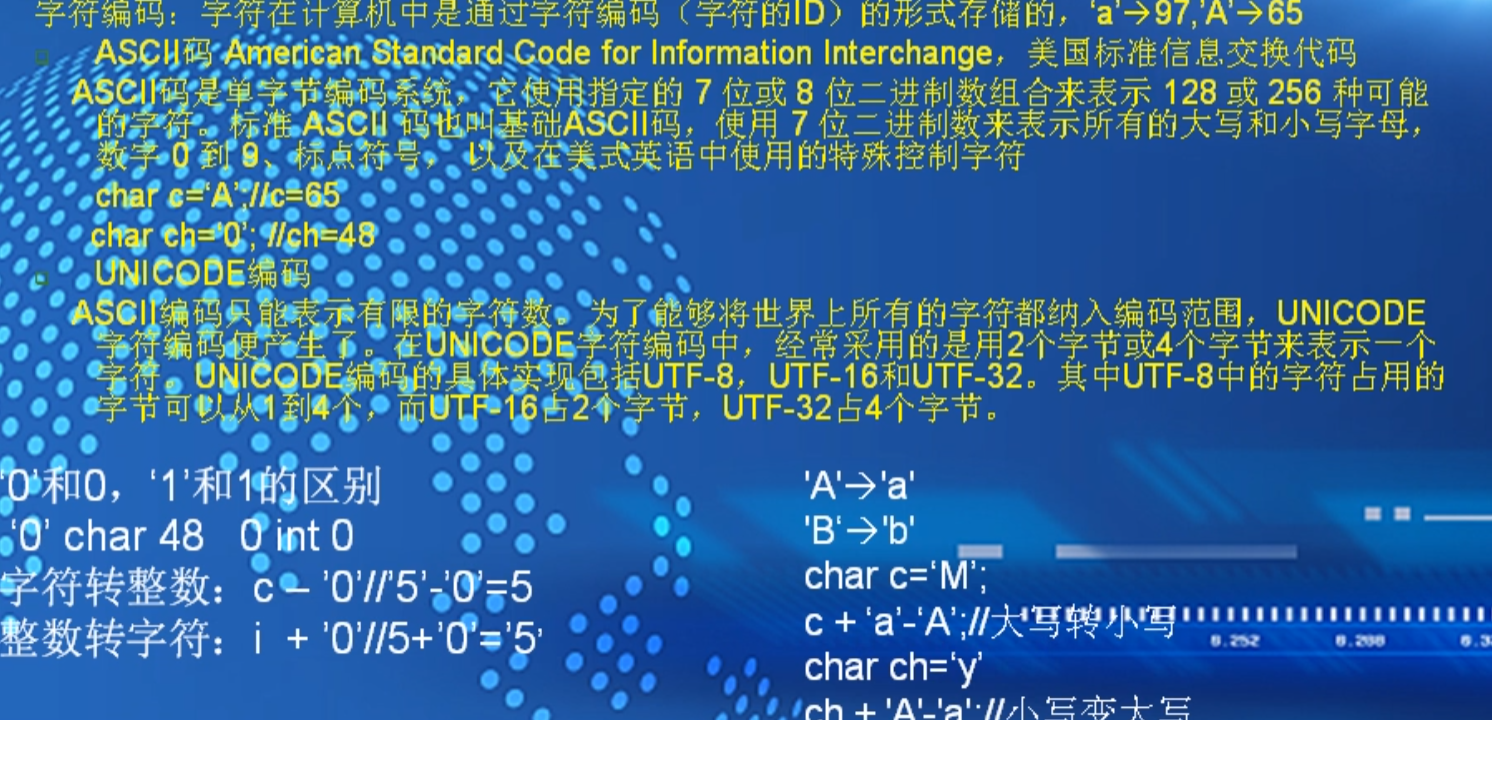 字符编码：字符在计算机中是通过字符编码（字符的ID）的形式存储的，‘a’→97,’A’→65
ASCII码 American Standard Code for Information Interchange，美国标准信息交换代码
ASCII码是单字节编码系统，它使用指定的 7 位或 8 位二进制数组合来表示 128 或 256 种可能
的字符。标准 ASCII 码也叫基础ASCII码，使用 7 位二进制数来表示所有的大写和小写字母，
数字 0 到 9、标点符号， 以及在美式英语中使用的特殊控制字符
char c=‘A’;//c=65
char ch=‘0’; //ch=48
UNICODE编码
ASCII编码只能表示有限的字符数。为了能够将世界上所有的字符都纳入编码范围，UNICODE
字符编码便产生了。在UNICODE字符编码中，经常采用的是用2个字节或4个字节来表示一个
字符。UNICODE编码的具体实现包括UTF-8，UTF-16和UTF-32。其中UTF-8中的字符占用的
字节可以从1到4个，而UTF-16占2个字节，UTF-32占4个字节。
‘0’和0，‘1’和1的区别
‘0’ char 48 0 int 0
字符转整数：c – ’0’//’5’-’0’=5
整数转字符：i + ’0’//5+’0’=’5’
'A'→'a'
'B‘→'b'
char c=‘M’;
c + ‘a’-‘A’;//大写转小写
char ch=‘y’
ch + 'A'-'a';//小写变大写
0.252 0.288 0.3